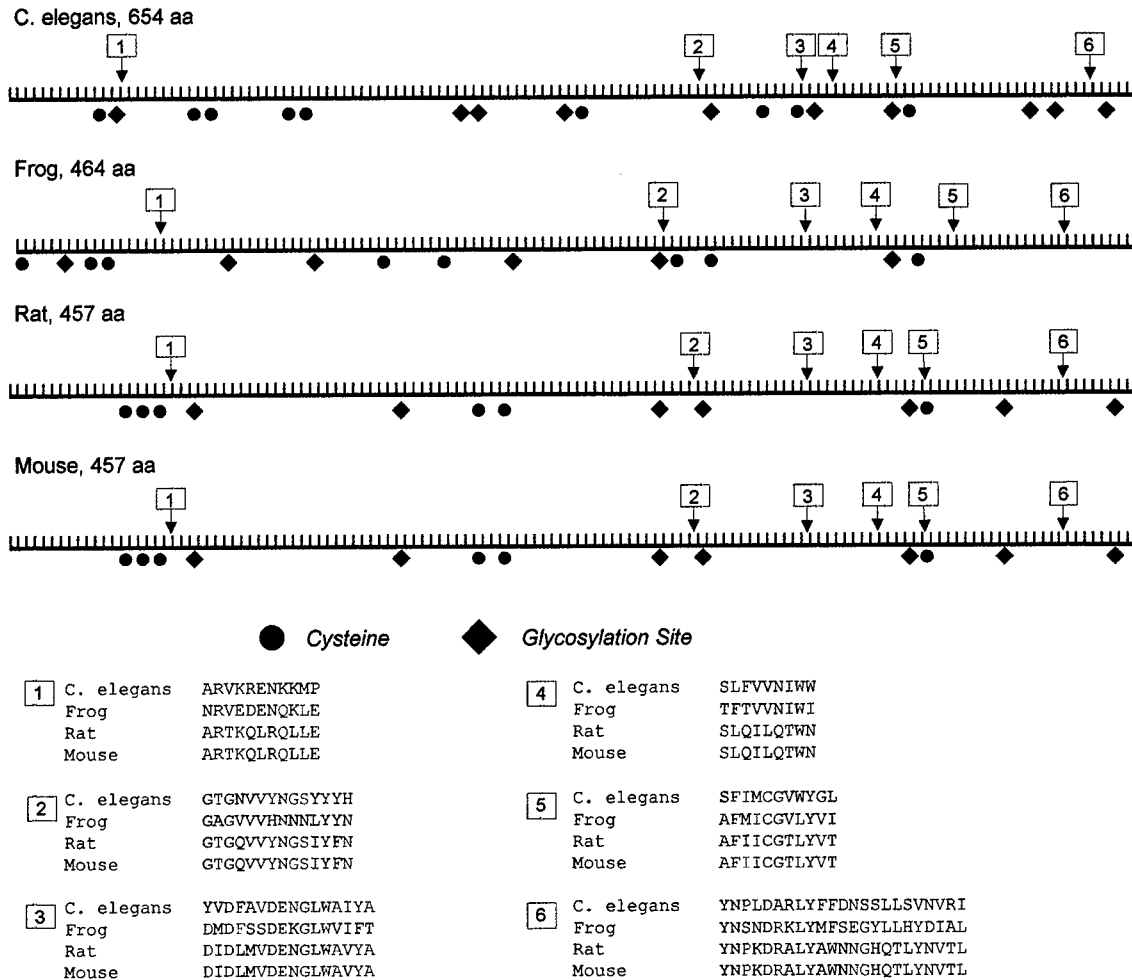 C. elegans, 654 aa
1 2 3 4 5 6
Frog, 464 aa
1 2 3 4 5 6
Rat, 457 aa
1 2 3 4 5 6
Mouse, 457 aa
1 2 3 4 5 6
Cysteine Glycosylation Site
1 C. elegans ARVKRENKKMP
Frog NRVEDENQKLE
Rat ARTKQLRQLLE
Mouse ARTKQLRQLLE
2 C. elegans GTGNVVYNGSYYYH
Frog GAGVVVHNNNLYYN
Rat GTGQVVYNGSIYFN
Mouse GTGQVVYNGSIYFN
3 C. elegans YVDFAVDENGLWAIYA
Frog DMDFSSDEKGLWVIFT
Rat DIDLMVDENGLWAVYA
Mouse DIDLMVDENGLWAVYA
4 C. elegans SLFVVNIWW
Frog TFTVVNIWI
Rat SLQILQTWN
Mouse SLQILQTWN
5 C. elegans SFIMCGVWYGL
Frog AFMICGVLYVI
Rat AFIICGTLYVT
Mouse AFIICGTLYVT
6 C. elegans YNPLDARLYFFDNSSLLSVNVRI
Frog YNSNDRKLYMFSEGYLLHYDIAL
Rat YNPKDRALYAWNNGHQTLYNVTL
Mouse YNPKDRALYAWNNGHQTLYNVTL